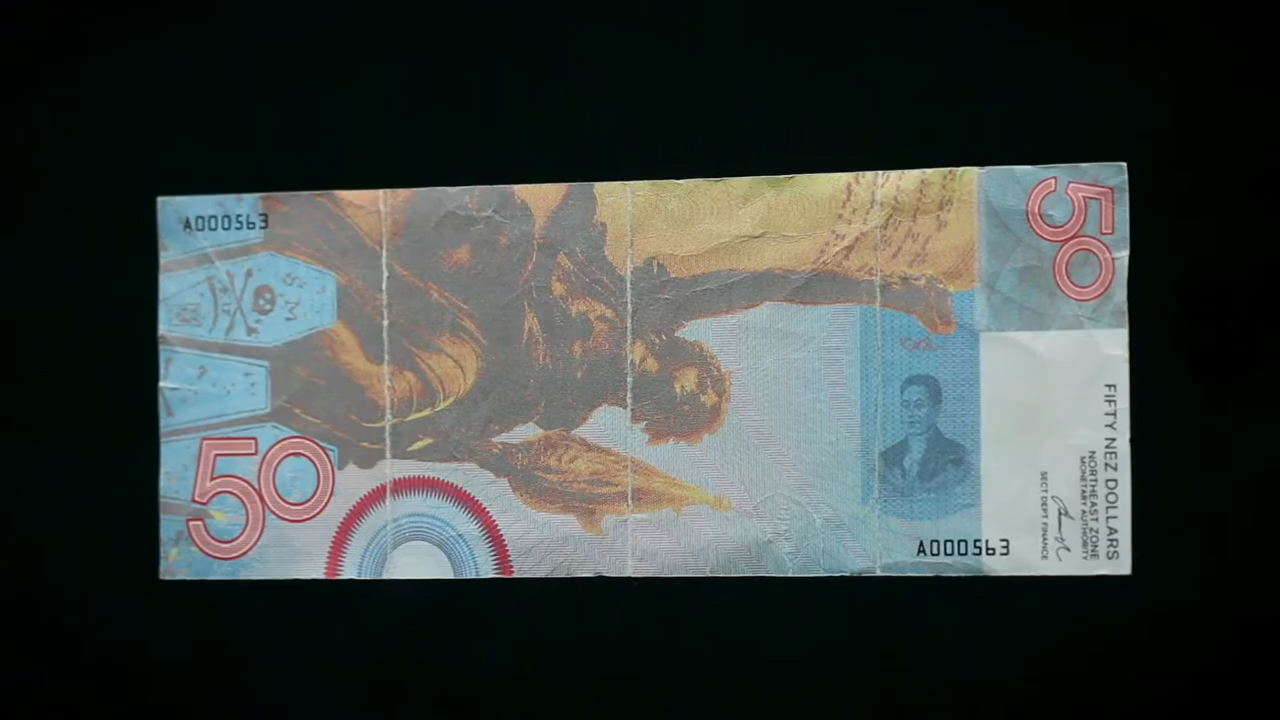 A000563
S M
50
50
FIFTY NEZ DOLLARS
NORTHEAST ZONE
MONETARY AUTHORITY
SECT DEPT FINANCE
A000563